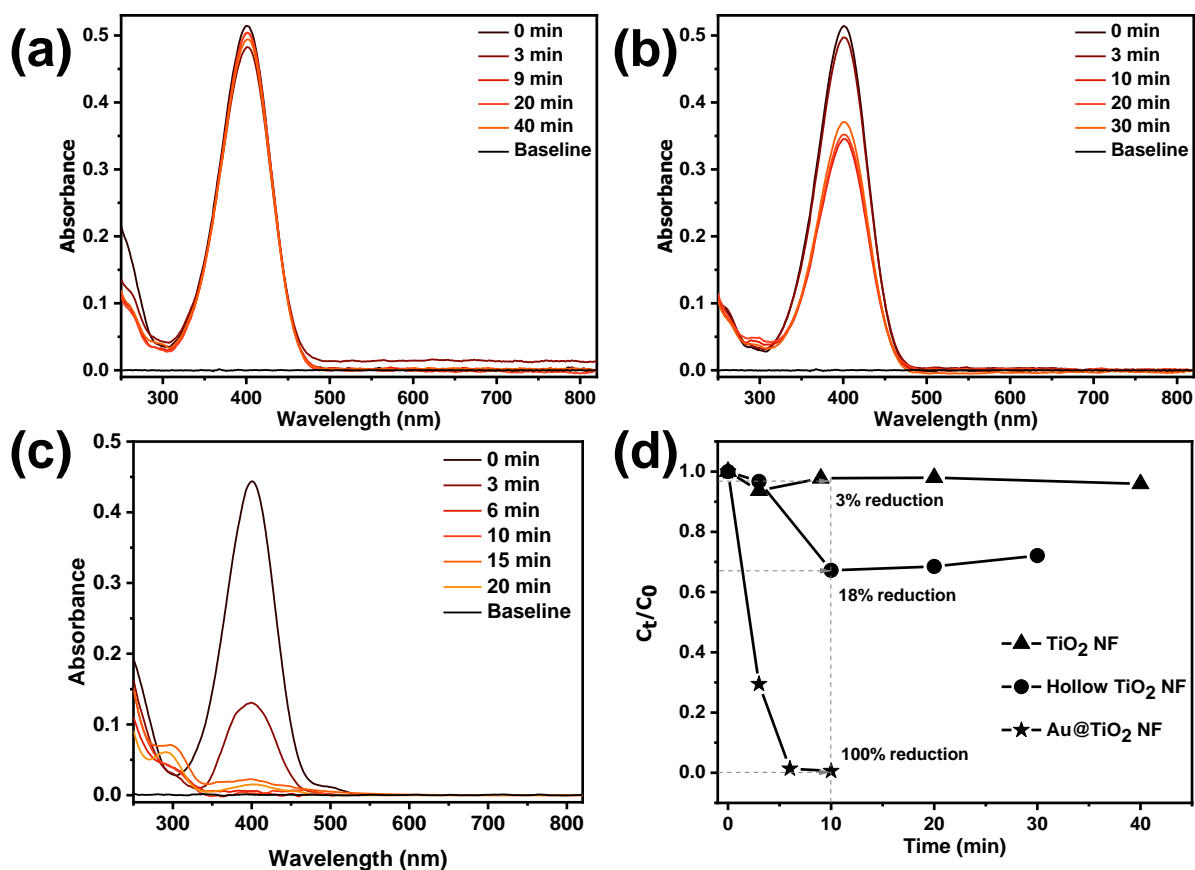 (a)
0.5
0.4
0.3
0.2
0.1
0.0
Absorbance
300 400 500 600 700 800
Wavelength (nm)
0 min
3 min
9 min
20 min
40 min
Baseline
(b)
0.5
0.4
0.3
0.2
0.1
0.0
Absorbance
300 400 500 600 700 800
Wavelength (nm)
0 min
3 min
10 min
20 min
30 min
Baseline
(c)
0.5
0.4
0.3
0.2
0.1
0.0
Absorbance
300 400 500 600 700 800
Wavelength (nm)
0 min
3 min
6 min
10 min
15 min
20 min
Baseline
(d)
1.0
0.8
0.6
0.4
0.2
0.0
Ct/C0
0 10 20 30 40
Time (min)
3% reduction
18% reduction
100% reduction
TiO2 NF
Hollow TiO2 NF
Au@TiO2 NF